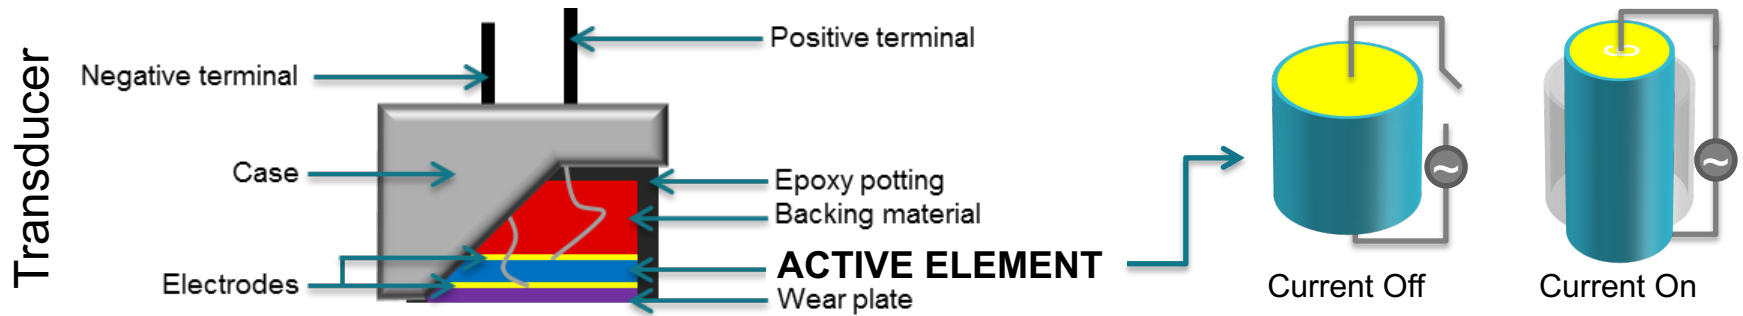 Transducer
Negative terminal
Positive terminal
Case
Epoxy potting
Backing material
Electrodes
ACTIVE ELEMENT
Wear plate
Current Off
Current On